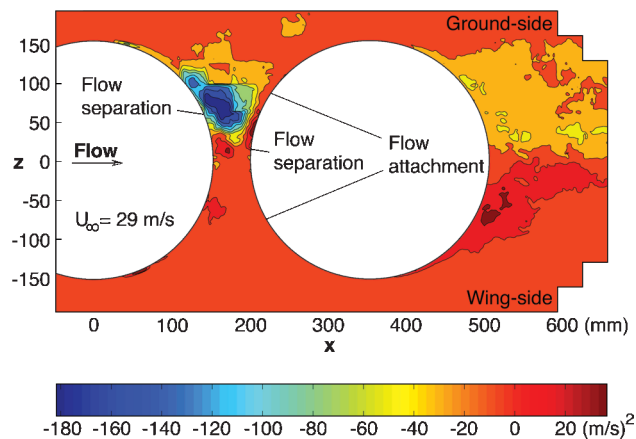 Ground-side
150
100
50
0
-50
-100
-150
z
Flow
separation
Flow
U∞= 29 m/s
Flow
separation
Flow
attachment
Wing-side
0 100 200 300 400 500 600 (mm)
x
-180 -160 -140 -120 -100 -80 -60 -40 -20 0 20 (m/s)²